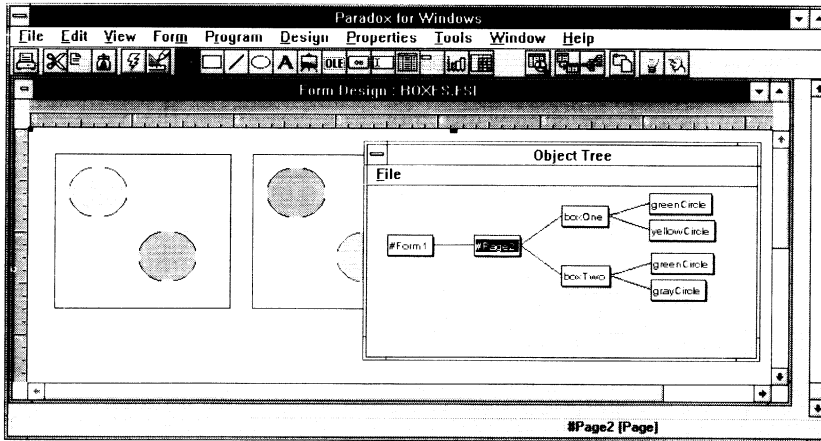 Paradox for Windows
File Edit View Form Program Design Properties Tools Window Help
OLE
Form Design : BOXES.FSL
Object Tree
File
#Form1
#Page2
boxOne
greenCircle
yellowCircle
boxTwo
greenCircle
grayCircle
#Page2 [Page]